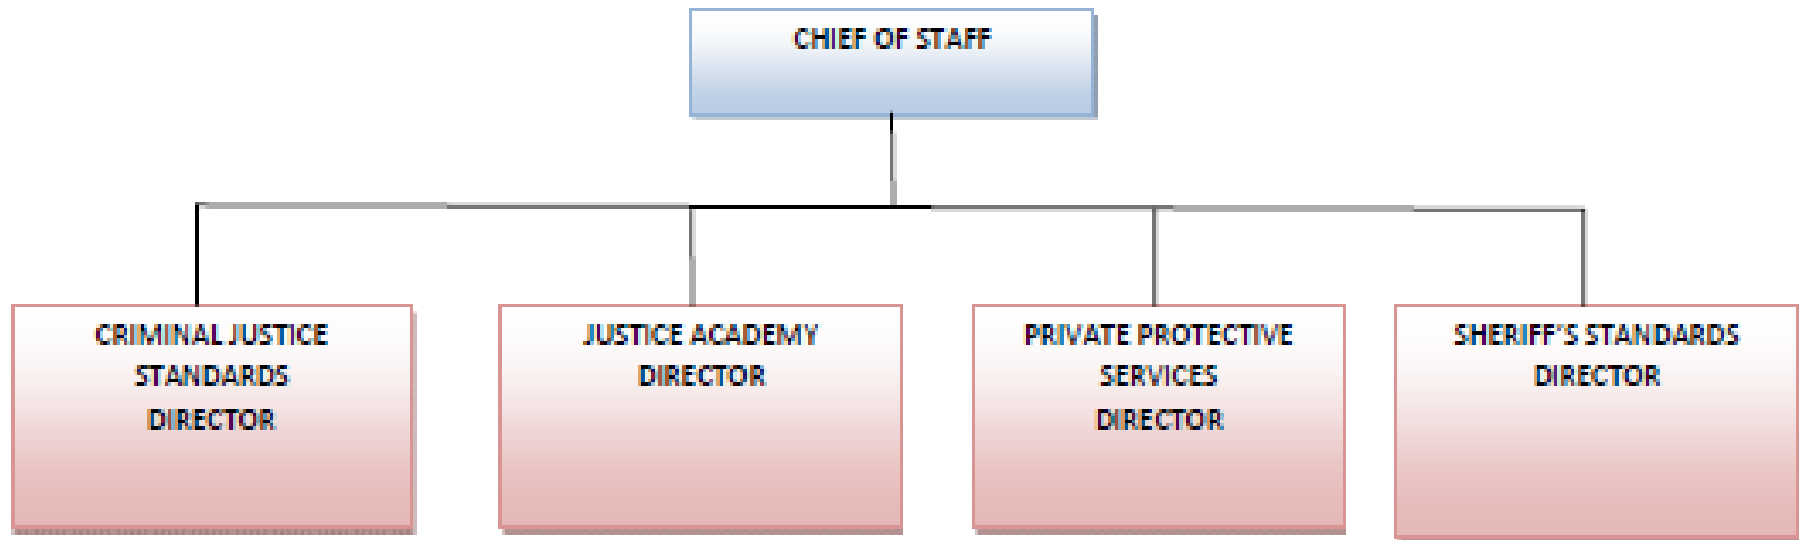 CHIEF OF STAFF
CRIMINAL JUSTICE
STANDARDS
DIRECTOR
JUSTICE ACADEMY
DIRECTOR
PRIVATE PROTECTIVE
SERVICES
DIRECTOR
SHERIFF'S STANDARDS
DIRECTOR